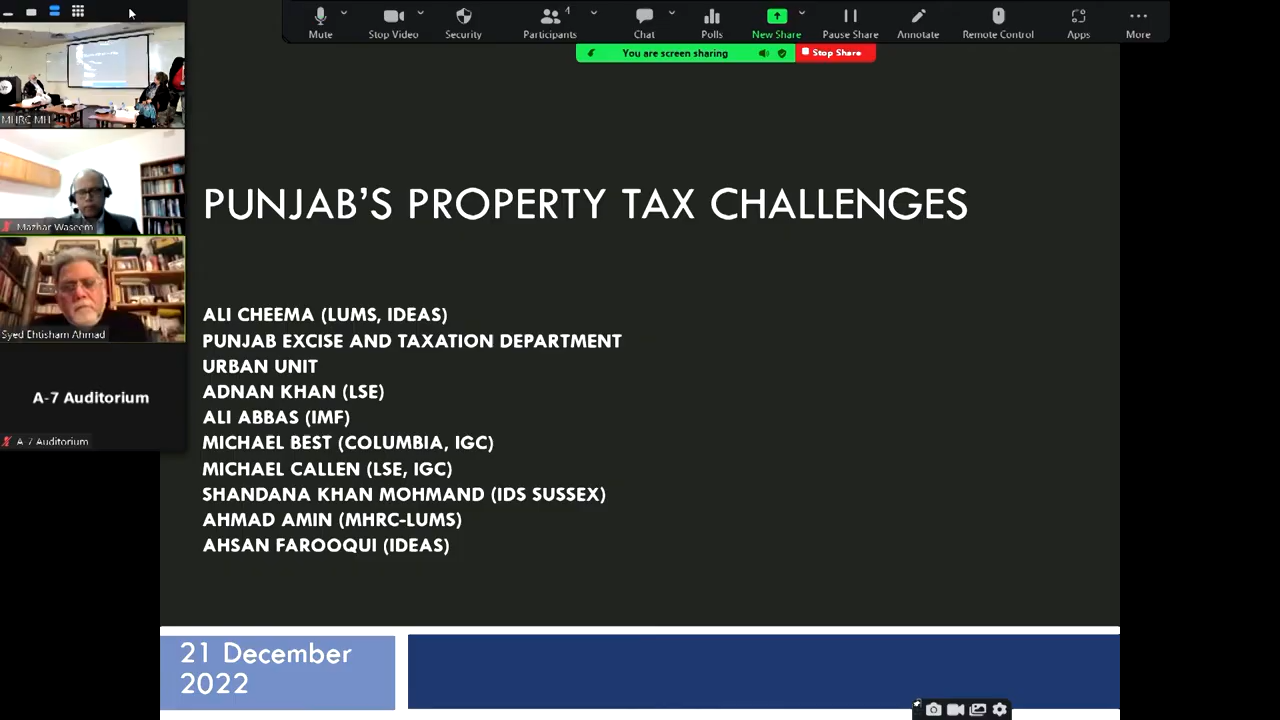 Mute
Stop Video
Security
4
Participants
Chat
Polls
New Share
Pause Share
Annotate
Remote Control
Apps
More
You are screen sharing
Stop Share
MHRC MH
Mazhar Waseem
Syed Ehtisham Ahmad
A-7 Auditorium
A-7 Auditorium
PUNJAB’S PROPERTY TAX CHALLENGES
ALI CHEEMA (LUMS, IDEAS)
PUNJAB EXCISE AND TAXATION DEPARTMENT
URBAN UNIT
ADNAN KHAN (LSE)
ALI ABBAS (IMF)
MICHAEL BEST (COLUMBIA, IGC)
MICHAEL CALLEN (LSE, IGC)
SHANDANA KHAN MOHMAND (IDS SUSSEX)
AHMAD AMIN (MHRC-LUMS)
AHSAN FAROOQUI (IDEAS)
21 December
2022